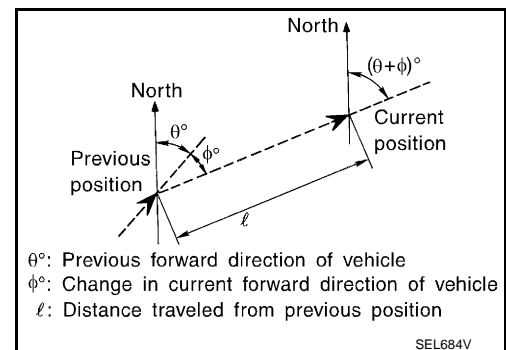 North
(θ+ϕ)°
North
θ°
ϕ°
Current
position
Previous
position
ℓ
θ°: Previous forward direction of vehicle
ϕ°: Change in current forward direction of vehicle
ℓ: Distance traveled from previous position
SEL684V